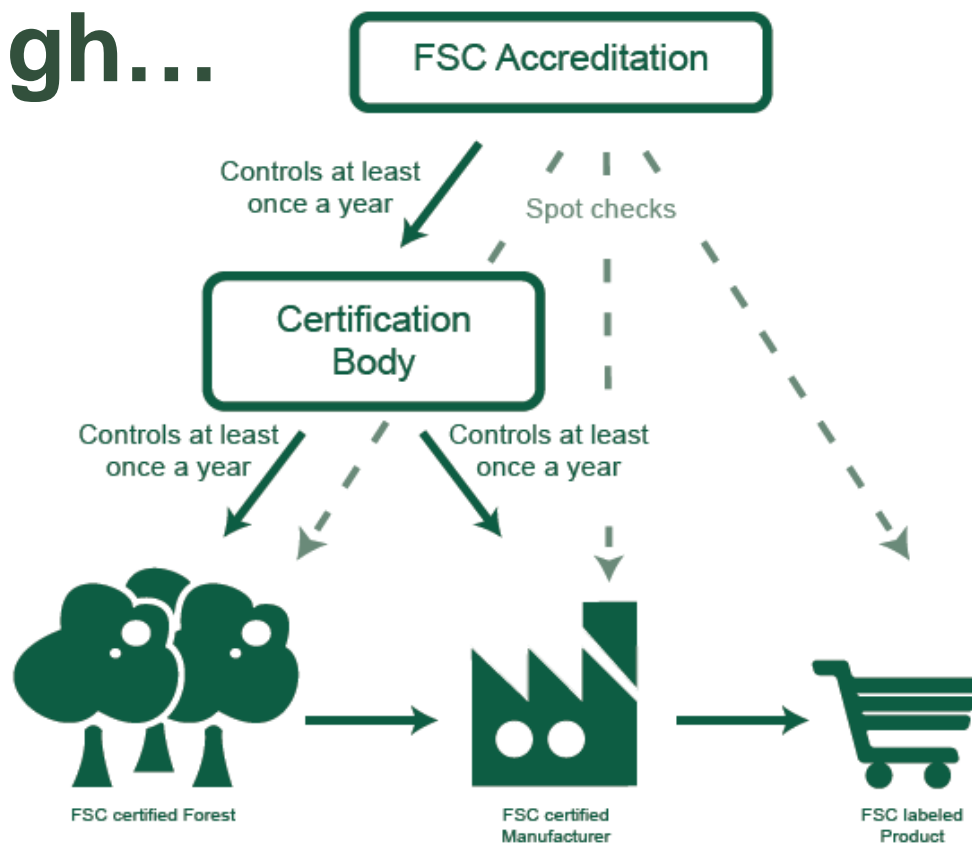 gh...
FSC Accreditation
Controls at least
once a year
Spot checks
Certification
Body
Controls at least
once a year
Controls at least
once a year
FSC certified Forest
FSC certified
Manufacturer
FSC labeled
Product